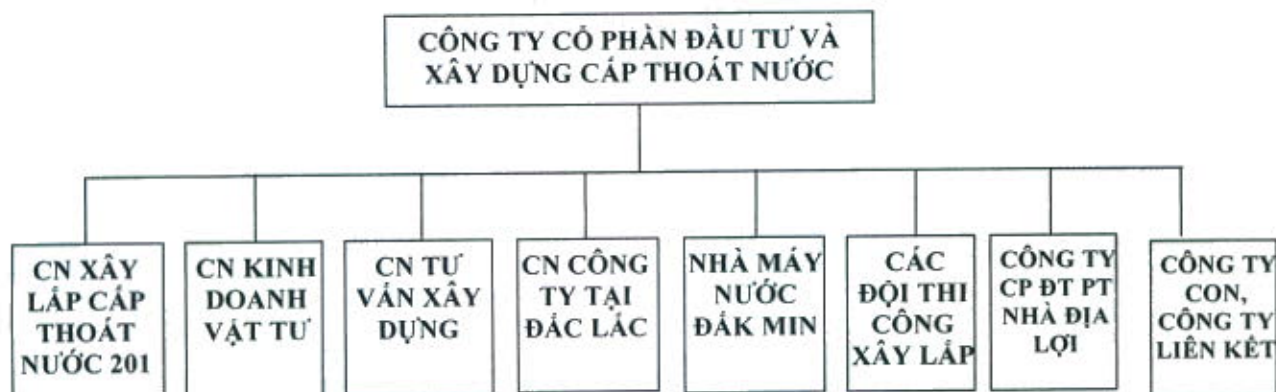 CÔNG TY CỔ PHẦN ĐẦU TƯ VÀ
XÂY DỰNG CẤP THOÁT NƯỚC
CN XÂY
LẮP CẤP
THOÁT
NƯỚC 201
CN KINH
DOANH
VẬT TƯ
CN TƯ
VẤN XÂY
DỰNG
CN CÔNG
TY TẠI
ĐẮC LẮC
NHÀ MÁY
NƯỚC
ĐẮK MIN
CÁC
ĐỘI THI
CÔNG
XÂY LẮP
CÔNG TY
CP ĐT PT
NHÀ ĐỊA
LỢI
CÔNG TY
CON,
CÔNG TY
LIÊN KÊT